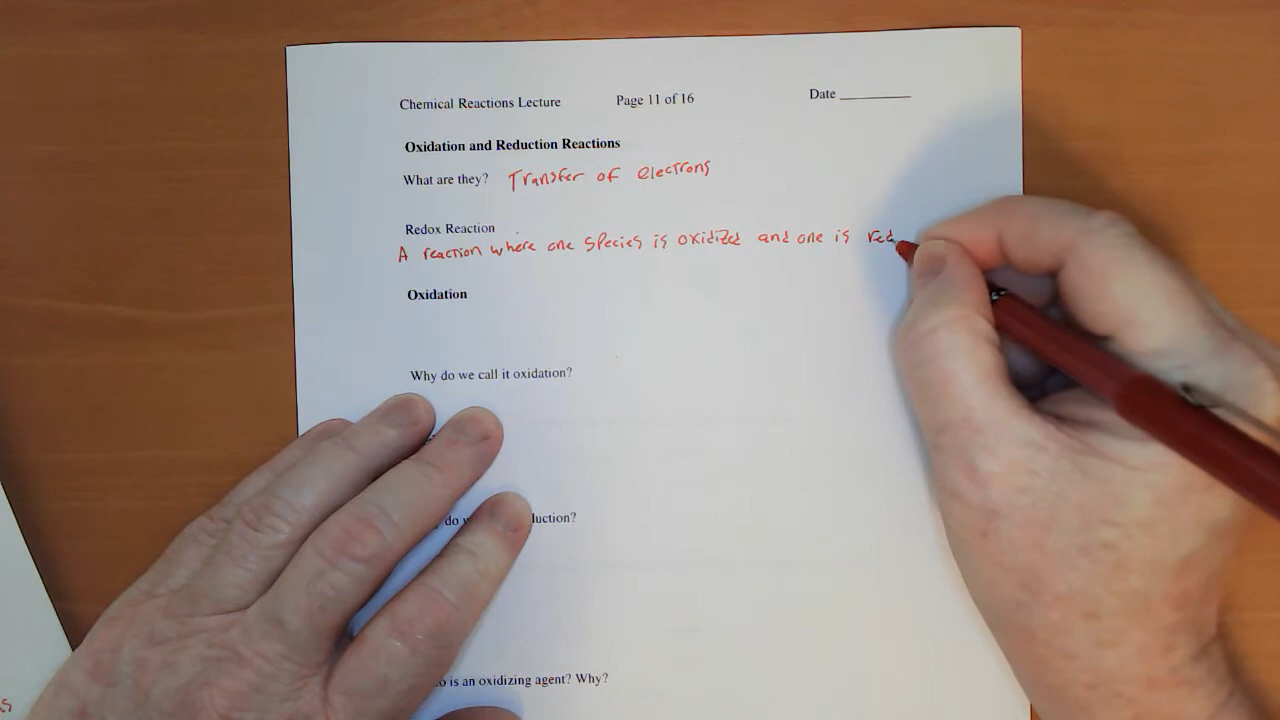 Chemical Reactions Lecture Page 11 of 16 Date
Oxidation and Reduction Reactions
What are they? Transfer of electrons
Redox Reaction
A reaction where one species is oxidized and one is red
Oxidation
Why do we call it oxidation?
do
is an oxidizing agent? Why?